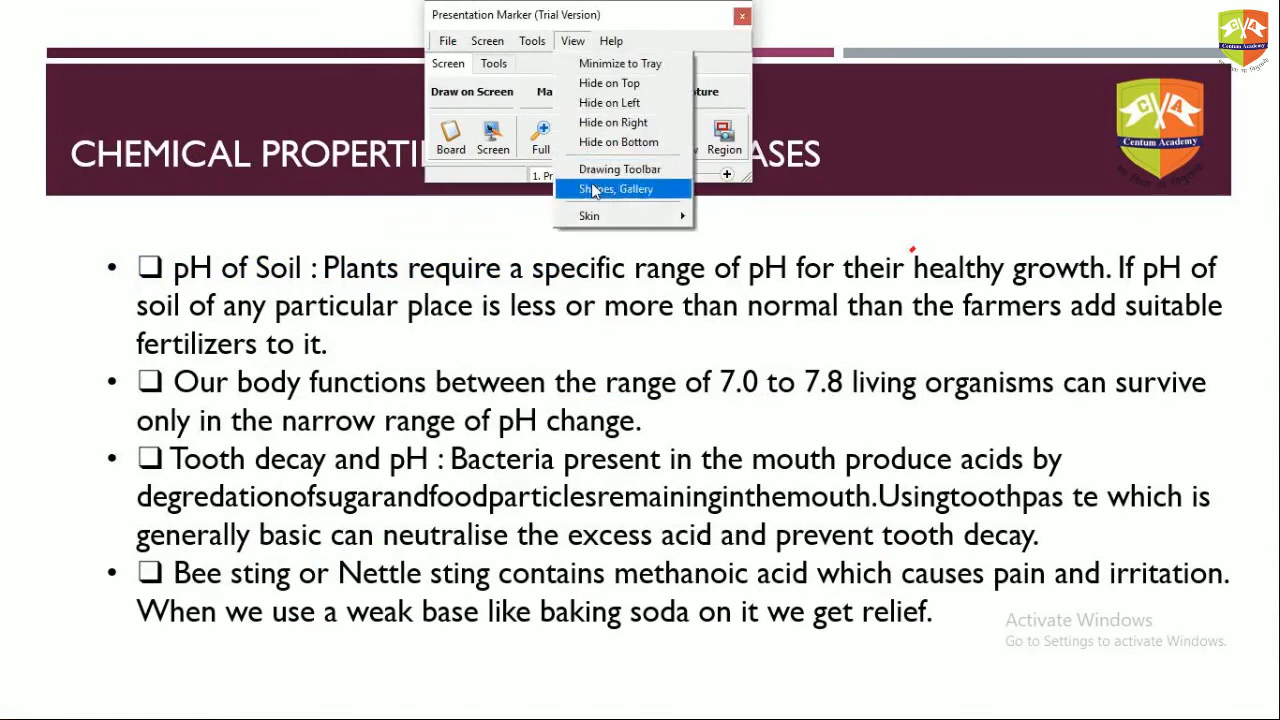 Presentation Marker (Trial Version)
File Screen Tools View Help
Screen Tools
Minimize to Tray
Hide on Top
Hide on Left
Hide on Right
Hide on Bottom
Drawing Toolbar
Gallery
Skin
Draw on Screen
Board Screen Full Region
1. Pr
Centum Academy
Centum Academy
CHEMICAL
• ❑ pH of Soil : Plants require a specific range of pH for their healthy growth. If pH of
soil of any particular place is less or more than normal than the farmers add suitable
fertilizers to it.
• ❑ Our body functions between the range of 7.0 to 7.8 living organisms can survive
only in the narrow range of pH change.
• ❑ Tooth decay and pH : Bacteria present in the mouth produce acids by
degredationofsugarandfoodparticlesremaininginthemouth.Usingtoothpas te which is
generally basic can neutralise the excess acid and prevent tooth decay.
• ❑ Bee sting or Nettle sting contains methanoic acid which causes pain and irritation.
When we use a weak base like baking soda on it we get relief.
Activate Windows
Go to Settings to activate Windows.